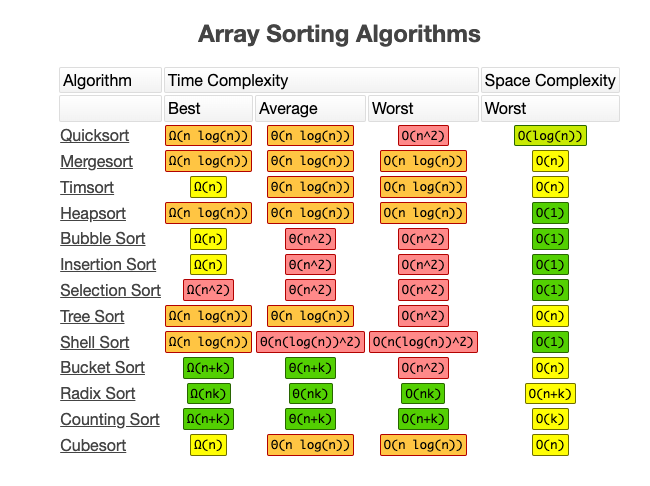 Array Sorting Algorithms
Algorithm Time Complexity Space Complexity
Best Average Worst Worst
Quicksort Ω(n log(n)) Θ(n log(n)) O(n^2) O(log(n))
Mergesort Ω(n log(n)) Θ(n log(n)) O(n log(n)) O(n)
Timsort Ω(n) Θ(n log(n)) O(n log(n)) O(n)
Heapsort Ω(n log(n)) Θ(n log(n)) O(n log(n)) O(1)
Bubble Sort Ω(n) Θ(n^2) O(n^2) O(1)
Insertion Sort Ω(n) Θ(n^2) O(n^2) O(1)
Selection Sort Ω(n^2) Θ(n^2) O(n^2) O(1)
Tree Sort Ω(n log(n)) Θ(n log(n)) O(n^2) O(n)
Shell Sort Ω(n log(n)) Θ(n(log(n))^2) O(n(log(n))^2) O(1)
Bucket Sort Ω(n+k) Θ(n+k) O(n^2) O(n)
Radix Sort Ω(nk) Θ(nk) O(nk) O(n+k)
Counting Sort Ω(n+k) Θ(n+k) O(n+k) O(k)
Cubesort Ω(n) Θ(n log(n)) O(n log(n)) O(n)